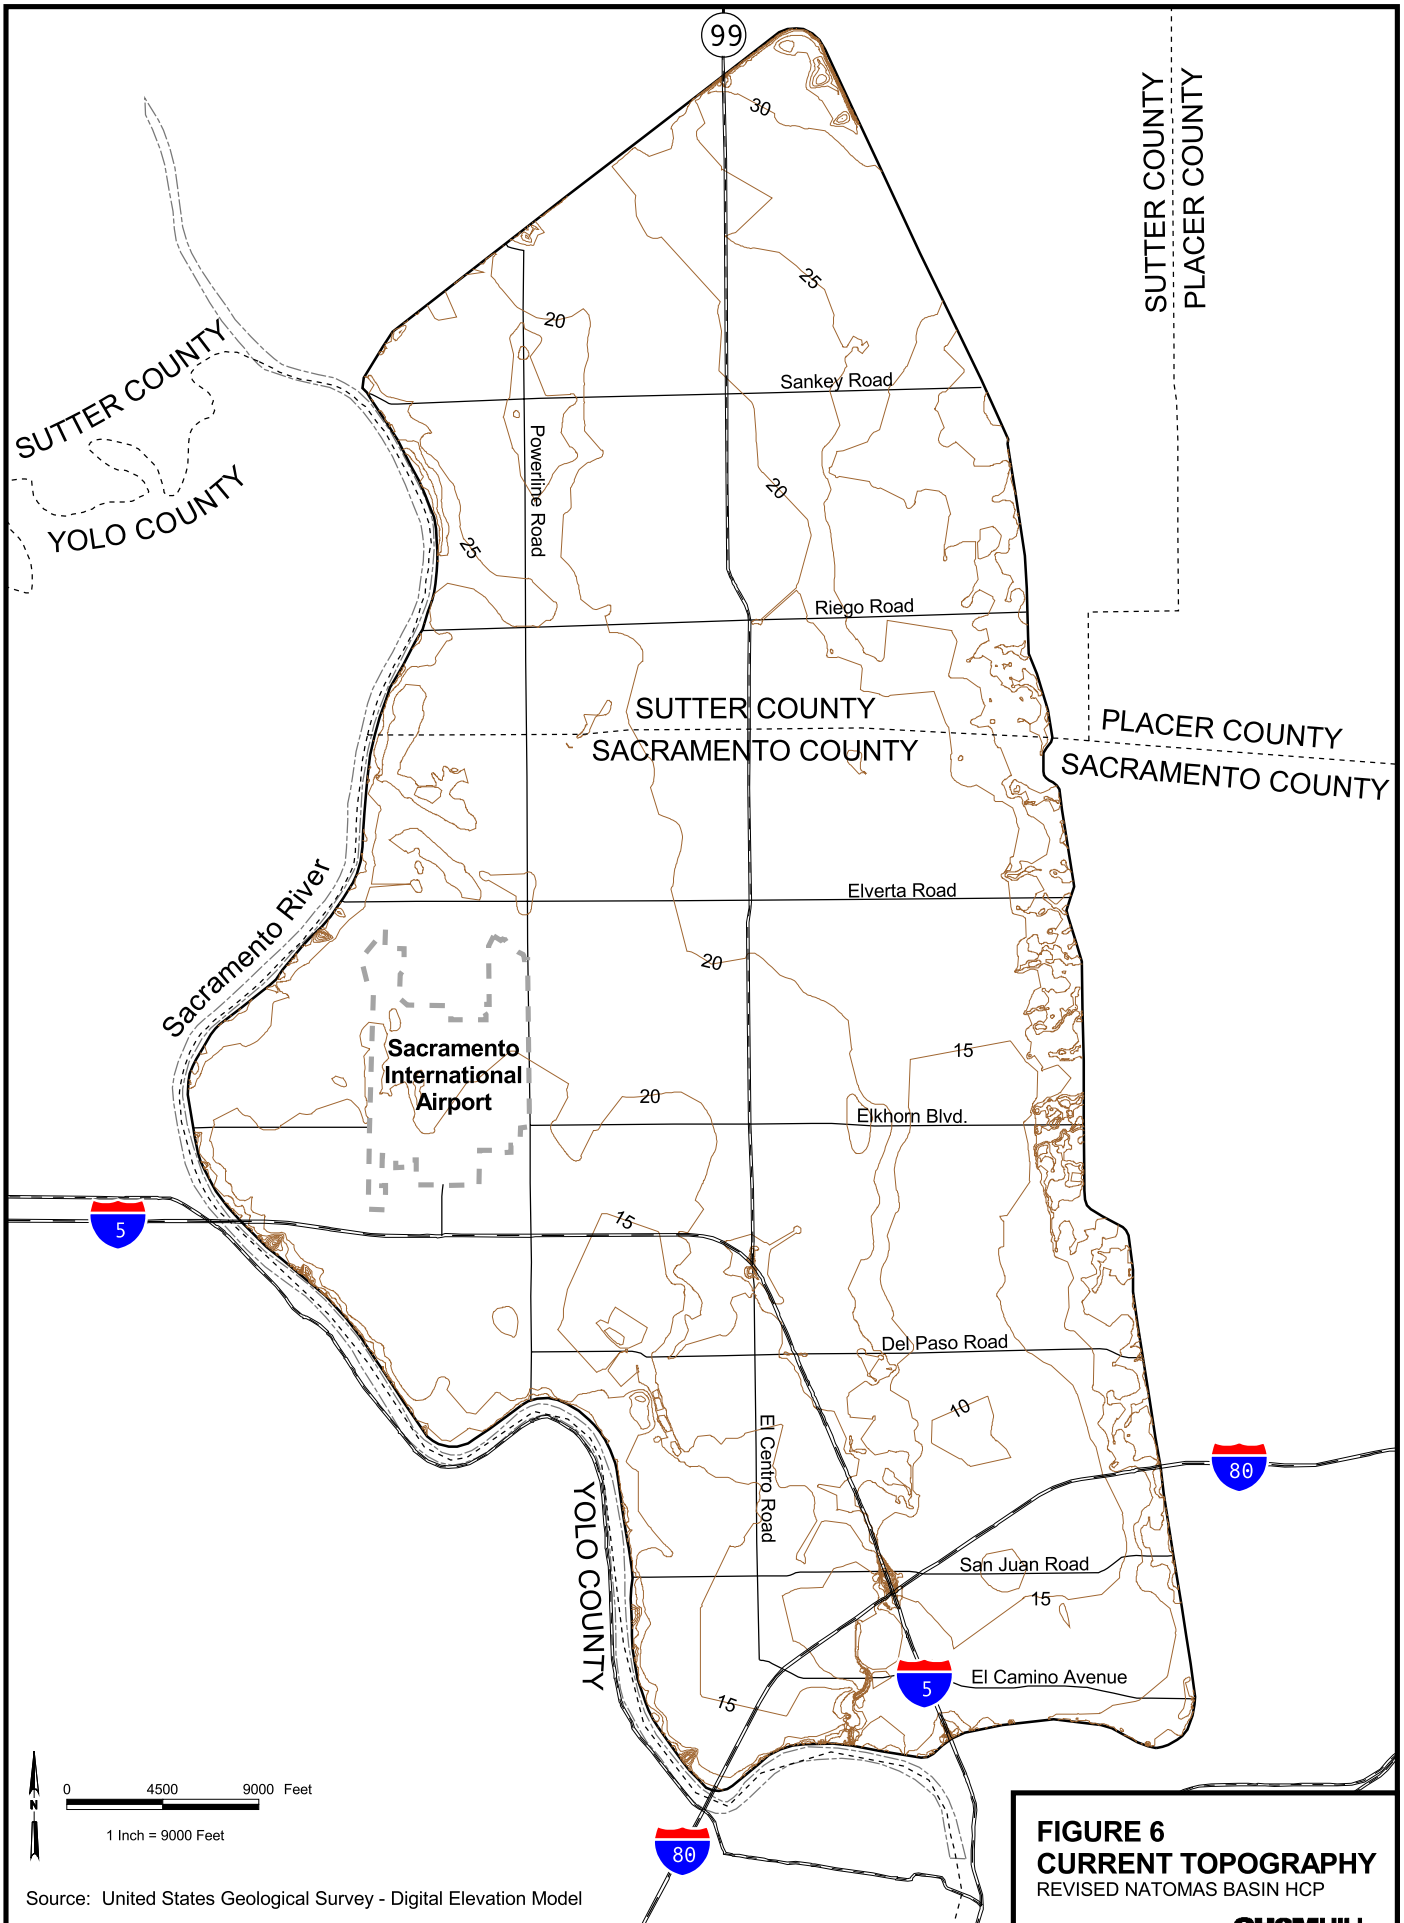 99
30
SUTTER COUNTY
PLACER COUNTY
25
20
SUTTER COUNTY
Sankey Road
Powerline Road
YOLO COUNTY
20
25
Riego Road
SUTTER COUNTY
SACRAMENTO COUNTY
PLACER COUNTY
SACRAMENTO COUNTY
Sacramento River
Elverta Road
20
Sacramento
International
Airport
15
20
Elkhorn Blvd.
5
15
Del Paso Road
10
El Centro Road
80
YOLO COUNTY
San Juan Road
15
El Camino Avenue
5
15
N
0 4500 9000 Feet
1 Inch = 9000 Feet
80
Source: United States Geological Survey - Digital Elevation Model
FIGURE 6
CURRENT TOPOGRAPHY
REVISED NATOMAS BASIN HCP